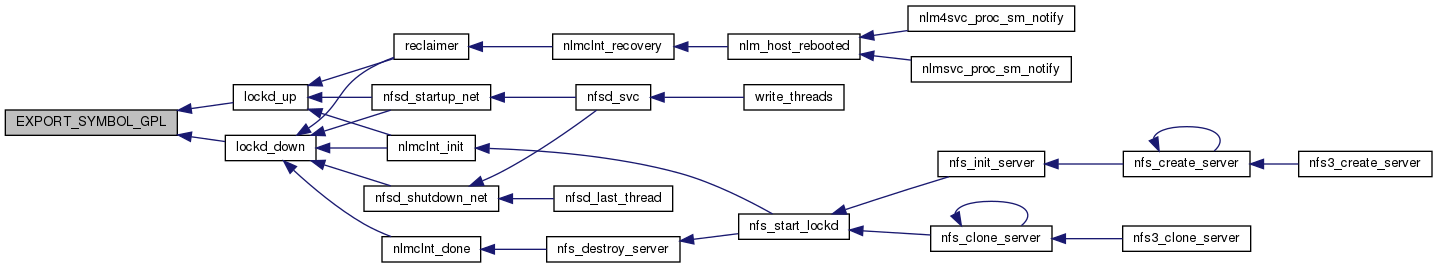 nlm4svc_proc_sm_notify
reclaimer
nlmclnt_recovery
nlm_host_rebooted
nlmsvc_proc_sm_notify
lockd_up
nfsd_startup_net
nfsd_svc
write_threads
EXPORT_SYMBOL_GPL
lockd_down
nlmclnt_init
nfs_init_server
nfs_create_server
nfs3_create_server
nfsd_shutdown_net
nfsd_last_thread
nfs_start_lockd
nfs_clone_server
nfs3_clone_server
nlmclnt_done
nfs_destroy_server